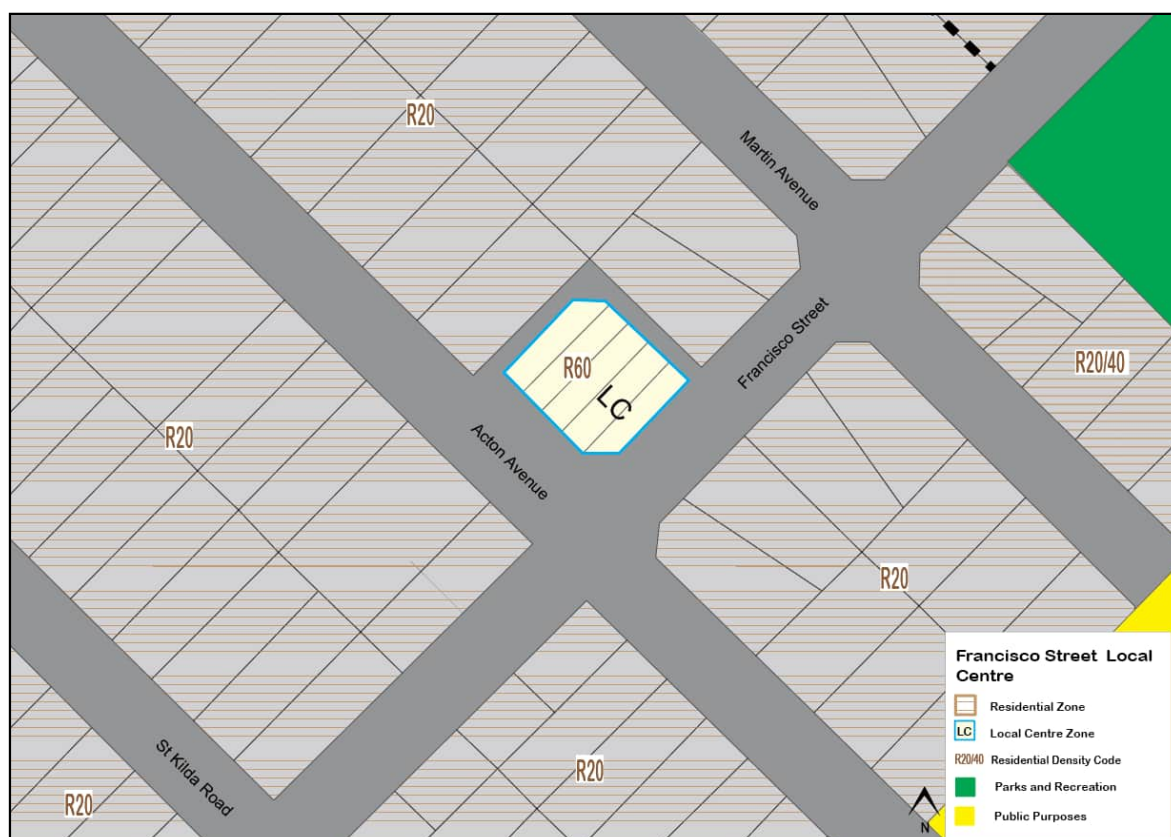 R20
Martin Avenue
Francisco Street
R60
LC
R20/40
R20
Acton Avenue
R20
St Kilda Road
R20
R20
Francisco Street Local
Centre
Residential Zone
LC Local Centre Zone
R20/40 Residential Density Code
Parks and Recreation
Public Purposes
N